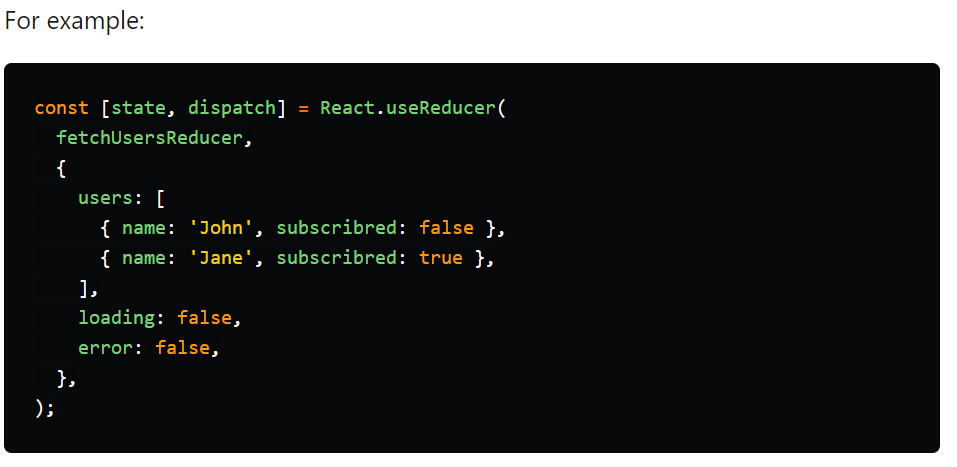 For example:
const [state, dispatch] = React.useReducer(
  fetchUsersReducer,
  {
    users: [
      { name: 'John', subscribred: false },
      { name: 'Jane', subscribred: true },
    ],
    loading: false,
    error: false,
  },
);